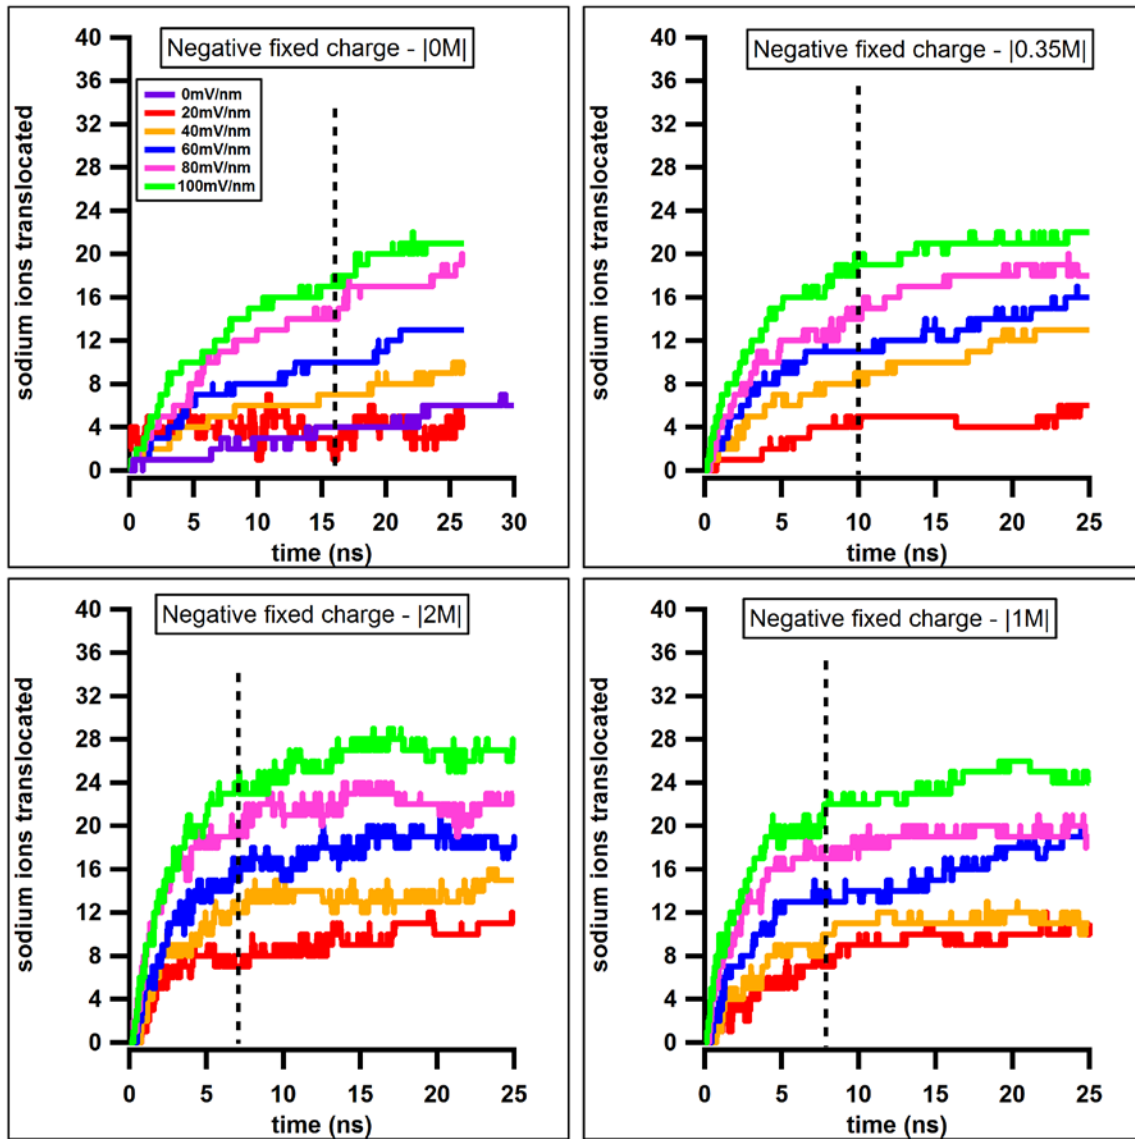 Negative fixed charge - |0M|
40
36
32
28
24
20
16
12
8
4
0
sodium ions translocated
0mV/nm
20mV/nm
40mV/nm
60mV/nm
80mV/nm
100mV/nm
0 5 10 15 20 25 30
time (ns)
Negative fixed charge - |0.35M|
40
36
32
28
24
20
16
12
8
4
0
sodium ions translocated
0 5 10 15 20 25
time (ns)
Negative fixed charge - |2M|
40
36
32
28
24
20
16
12
8
4
0
sodium ions translocated
0 5 10 15 20 25
time (ns)
Negative fixed charge - |1M|
40
36
32
28
24
20
16
12
8
4
0
sodium ions translocated
0 5 10 15 20 25
time (ns)